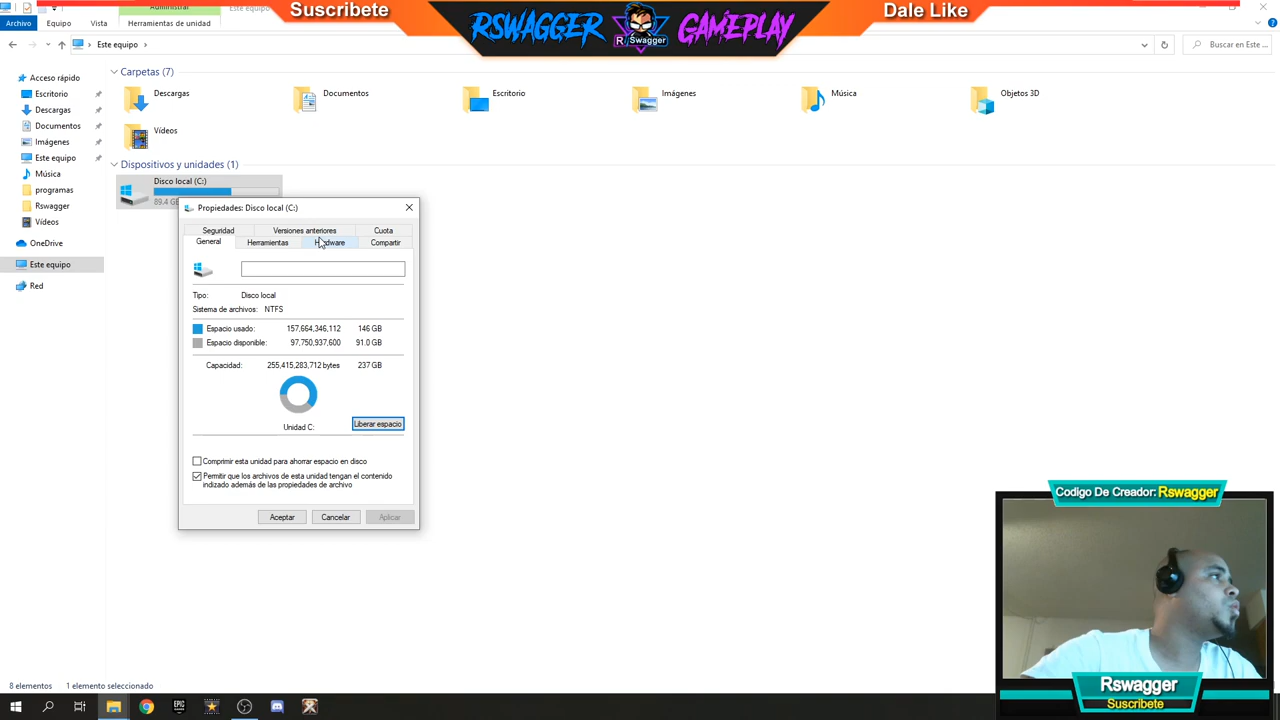 Administrar
Este equipo
Suscribete
RSWAGGER
R Swagger
GAMEPLAY
Dale Like
Archivo
Equipo
Vista
Herramientas de unidad
Este equipo
Buscar en Este ...
Acceso rápido
Escritorio
Descargas
Documentos
Imágenes
Este equipo
Música
programas
Rswagger
Vídeos
OneDrive
Este equipo
Red
Carpetas (7)
Descargas
Documentos
Escritorio
Imágenes
Música
Objetos 3D
Vídeos
Dispositivos y unidades (1)
Disco local (C:)
89.4 GB
Propiedades: Disco local (C:)
Seguridad
Versiones anteriores
Cuota
General
Herramientas
Hardware
Compartir
Tipo: Disco local
Sistema de archivos: NTFS
Espacio usado: 157,664,346,112 146 GB
Espacio disponible: 97,750,937,600 91.0 GB
Capacidad: 255,415,283,712 bytes 237 GB
Unidad C:
Liberar espacio
Comprimir esta unidad para ahorrar espacio en disco
Permitir que los archivos de esta unidad tengan el contenido
indizado además de las propiedades de archivo
Aceptar
Cancelar
Aplicar
Codigo De Creador: Rswagger
Rswagger
Suscribete
8 elementos
1 elemento seleccionado
EPIC